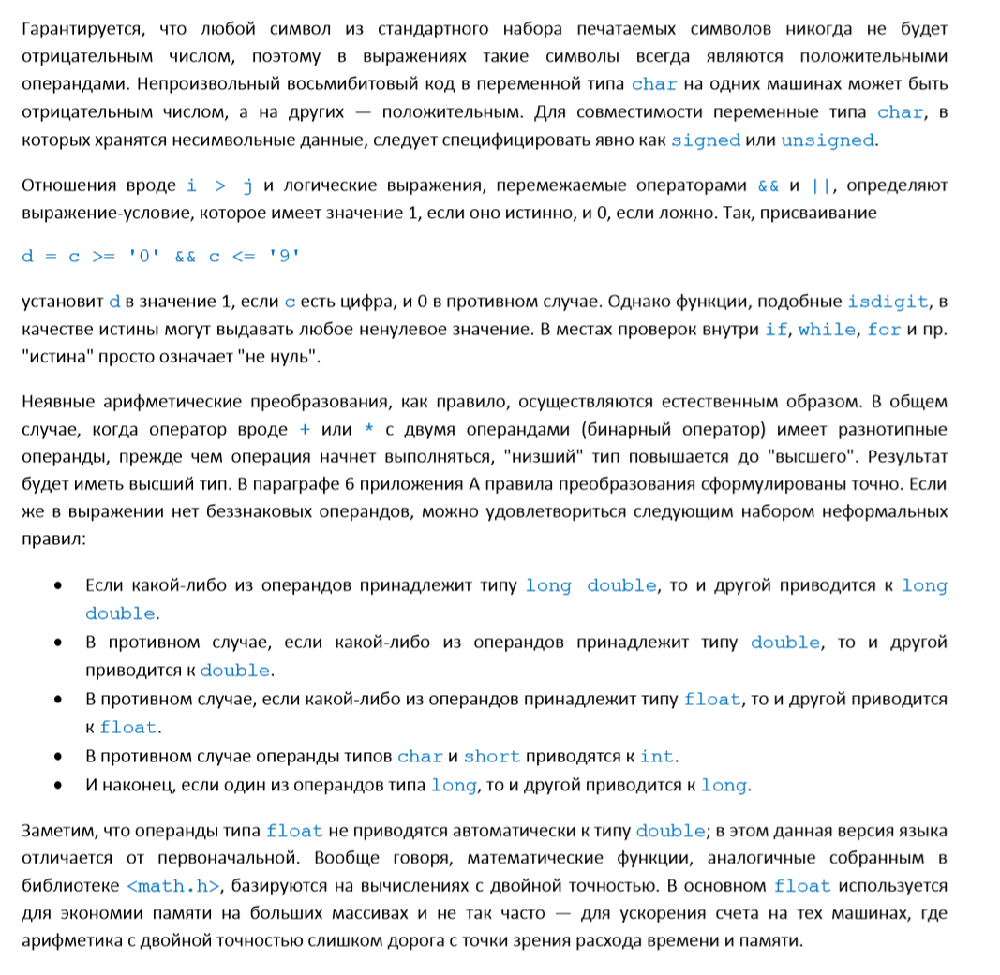 Гарантируется, что любой символ из стандартного набора печатаемых символов никогда не будет
отрицательным числом, поэтому в выражениях такие символы всегда являются положительными
операндами. Непроизвольный восьмибитовый код в переменной типа char на одних машинах может быть
отрицательным числом, а на других — положительным. Для совместимости переменные типа char, в
которых хранятся несимвольные данные, следует специфицировать явно как signed или unsigned.
Отношения вроде i > j и логические выражения, перемежаемые операторами && и ||, определяют
выражение-условие, которое имеет значение 1, если оно истинно, и 0, если ложно. Так, присваивание
d = c >= '0' && c <= '9'
установит d в значение 1, если c есть цифра, и 0 в противном случае. Однако функции, подобные isdigit, в
качестве истины могут выдавать любое ненулевое значение. В местах проверок внутри if, while, for и пр.
"истина" просто означает "не нуль".
Неявные арифметические преобразования, как правило, осуществляются естественным образом. В общем
случае, когда оператор вроде + или * с двумя операндами (бинарный оператор) имеет разнотипные
операнды, прежде чем операция начнет выполняться, "низший" тип повышается до "высшего". Результат
будет иметь высший тип. В параграфе 6 приложения А правила преобразования сформулированы точно. Если
же в выражении нет беззнаковых операндов, можно удовлетвориться следующим набором неформальных
правил:
• Если какой-либо из операндов принадлежит типу long double, то и другой приводится к long
double.
• В противном случае, если какой-либо из операндов принадлежит типу double, то и другой
приводится к double.
• В противном случае, если какой-либо из операндов принадлежит типу float, то и другой приводится
к float.
• В противном случае операнды типов char и short приводятся к int.
• И наконец, если один из операндов типа long, то и другой приводится к long.
Заметим, что операнды типа float не приводятся автоматически к типу double; в этом данная версия языка
отличается от первоначальной. Вообще говоря, математические функции, аналогичные собранным в
библиотеке <math.h>, базируются на вычислениях с двойной точностью. В основном float используется
для экономии памяти на больших массивах и не так часто — для ускорения счета на тех машинах, где
арифметика с двойной точностью слишком дорога с точки зрения расхода времени и памяти.